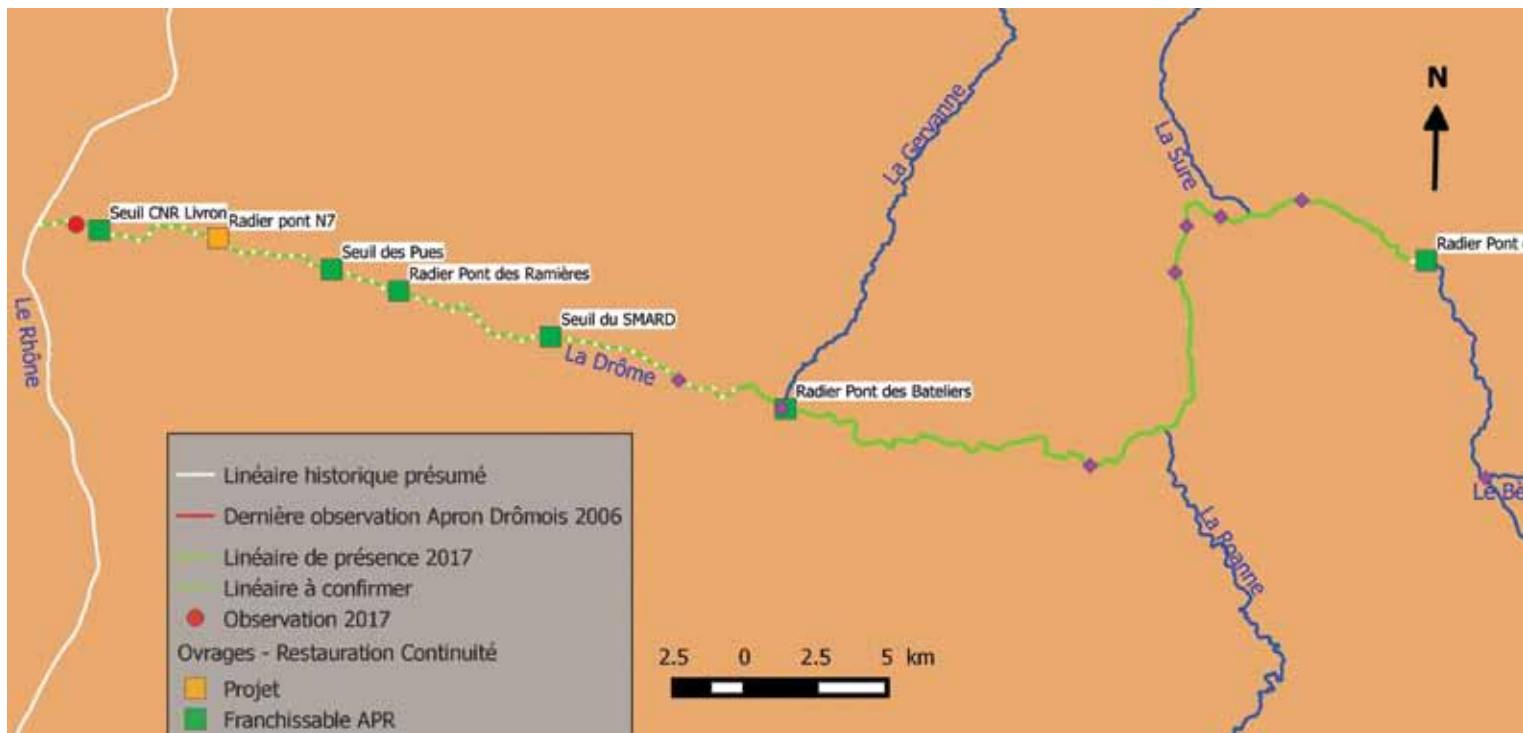 N
La Gervanne
La Sure
Seuil CNR Livron
Radier pont N7
Radier Pont
Seuil des Pues
Radier Pont des Ramières
Le Rhône
Seuil du SMARD
La Drôme
Radier Pont des Bateliers
Linéaire historique présumé
Le Bè
Dernière observation Apron Drômois 2006
La Roanne
Linéaire de présence 2017
Linéaire à confirmer
Observation 2017
Ovrages - Restauration Continuité
2.5 0 2.5 5 km
Projet
Franchissable APR